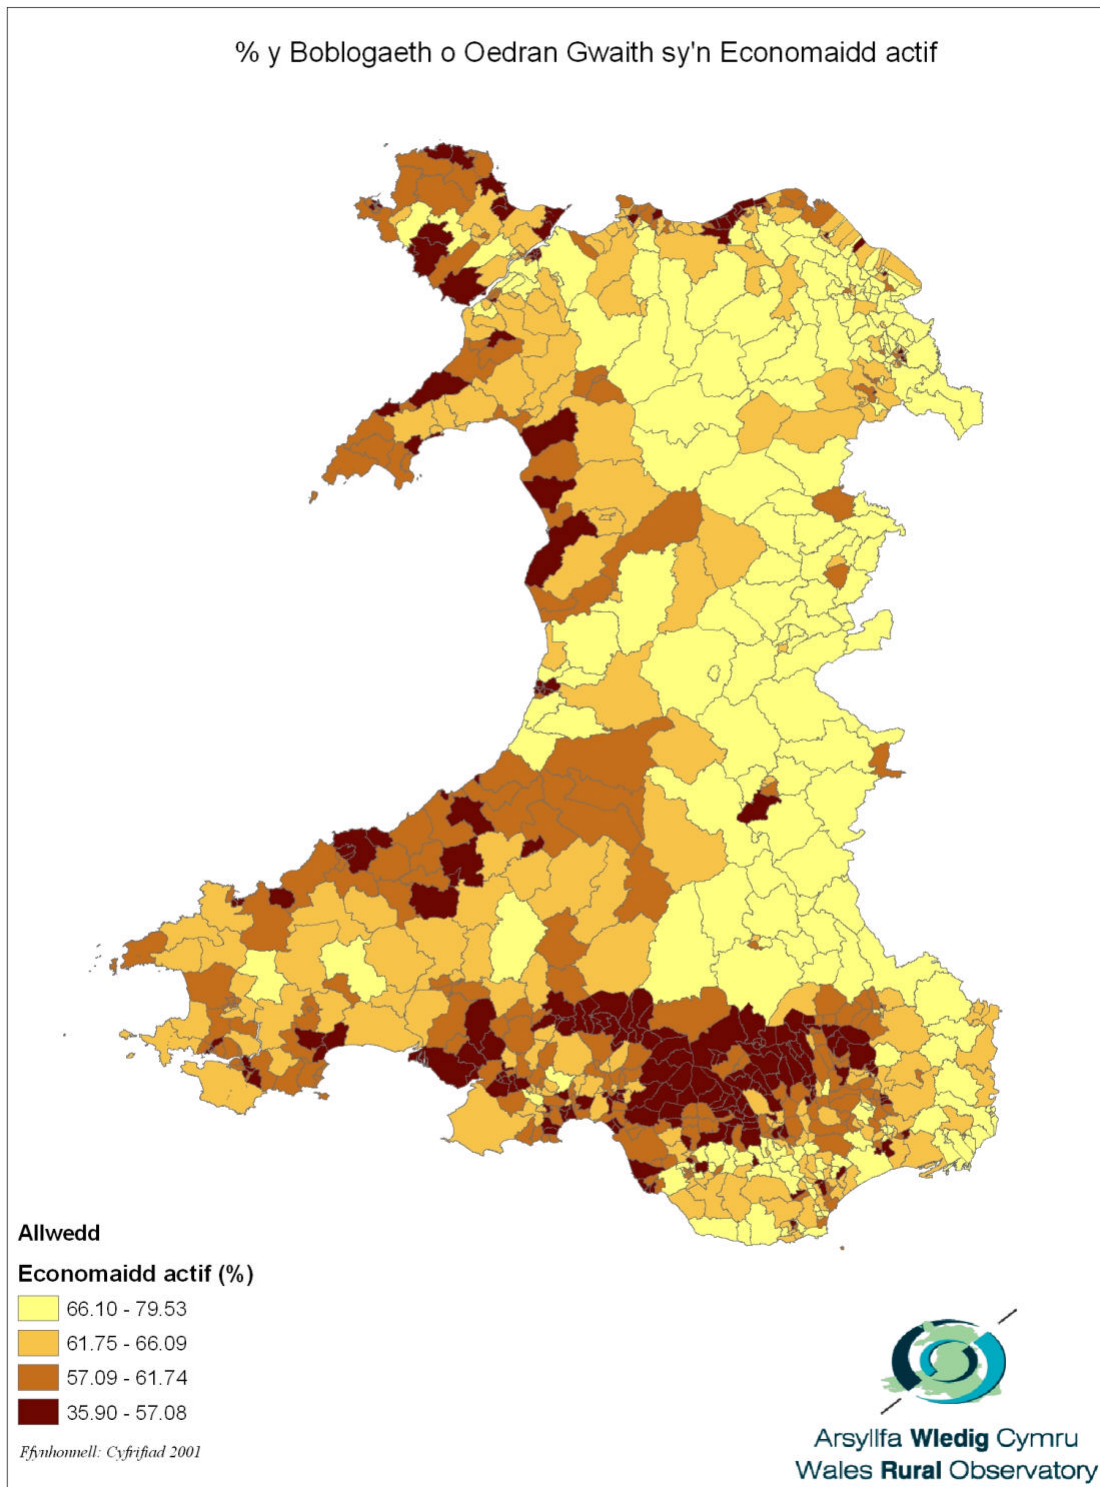 % y Boblogaeth o Oedran Gwaith sy'n Economaidd actif
Allwedd
Economaidd actif (%)
66.10 - 79.53
61.75 - 66.09
57.09 - 61.74
35.90 - 57.08
Ffynhonnell: Cyfrifiad 2001
Arsyllfa Wledig Cymru
Wales Rural Observatory